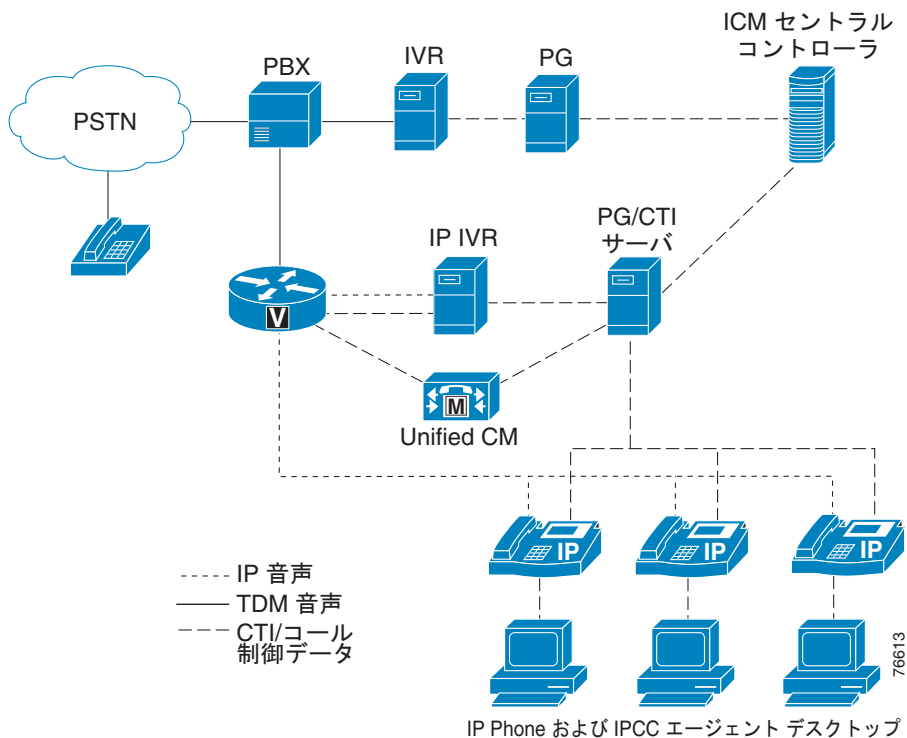 ICM セントラル
コントローラ
IVR
PG
PBX
PSTN
PG/CTI
サーバ
IP IVR
V
M
Unified CM
IP
IP
IP
IP 音声
TDM 音声
CTI/コール
制御データ
76613
IP Phone および IPCC エージェント デスクトップ